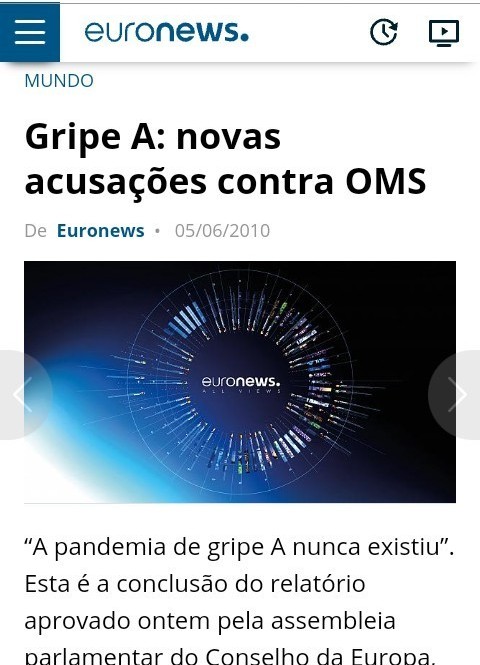 euronews.
MUNDO
Gripe A: novas
acusações contra OMS
De Euronews • 05/06/2010
euronews.
ALL VIEWS
“A pandemia de gripe A nunca existiu”.
Esta é a conclusão do relatório
aprovado ontem pela assembleia
parlamentar do Conselho da Europa,